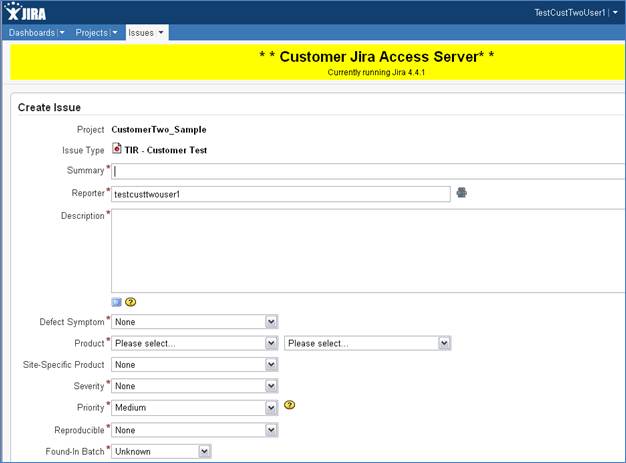 JIRA TestCustTwoUser1
Dashboards Projects Issues
* * Customer Jira Access Server* *
Currently running Jira 4.4.1
Create Issue
Project CustomerTwo_Sample
Issue Type TIR - Customer Test
Summary*
Reporter* testcusttwouser1
Description*
Defect Symptom* None
Product* Please select... Please select...
Site-Specific Product None
Severity* None
Priority* Medium
Reproducible* None
Found-In Batch* Unknown